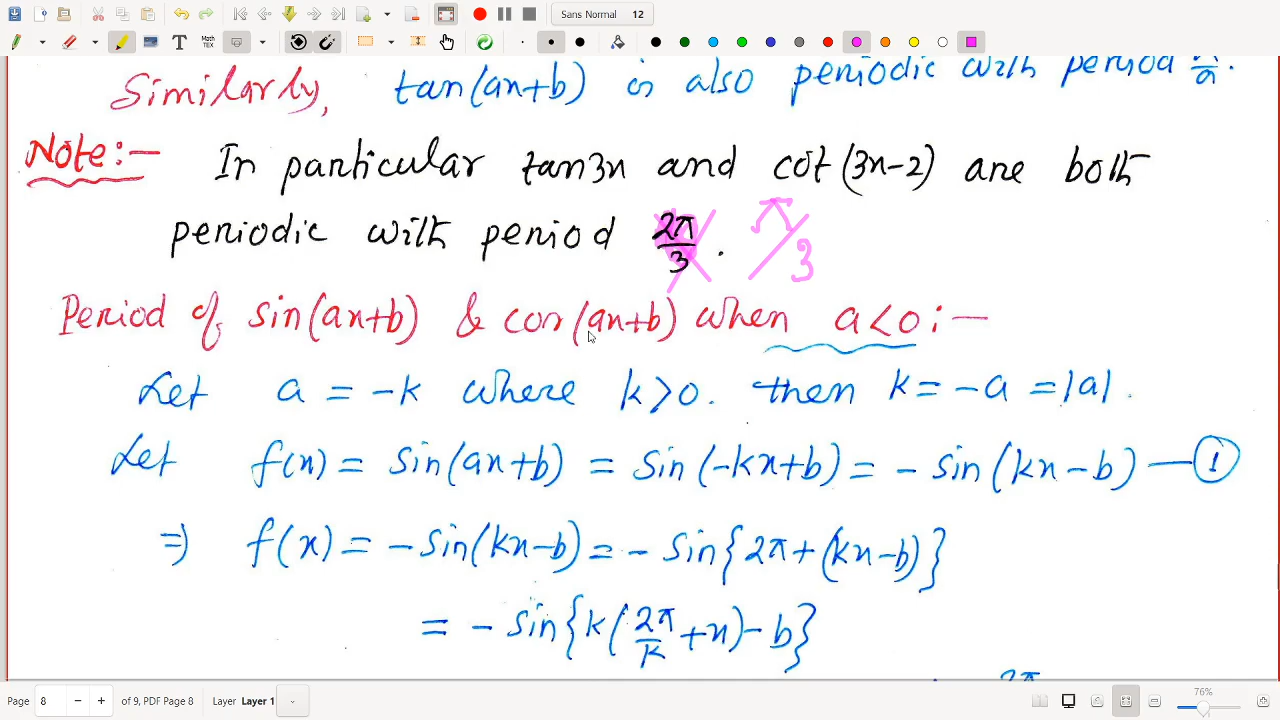 Sans Normal 12
Similarly, tan(ax+b) is also periodic with period π/a.
Note:- In particular tan3x and cot(3x-2) are both
periodic with period 2π/3. π/3
Period of sin(ax+b) & cos(ax+b) when a<0:-
Let a = -k where k>0. then k = -a = |a|.
Let f(x) = sin(ax+b) = sin(-kx+b) = - sin(kx-b) — ①
⇒ f(x) = -sin(kx-b) = - sin{2π+(kx-b)}
= - sin{k(2π/k +x)-b}
2π
Page 8 of 9, PDF Page 8 Layer Layer 1 76%